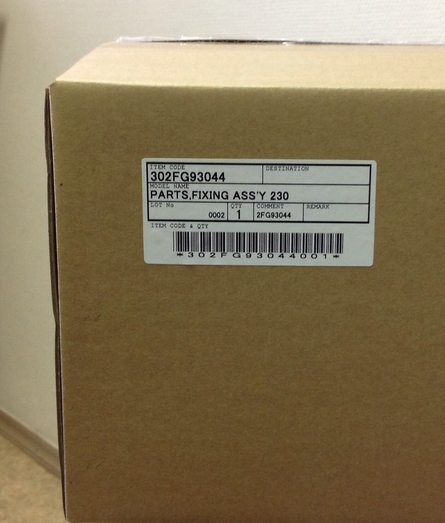 ITEM CODE DESTINATION
302FG93044
MODEL NAME
PARTS,FIXING ASS'Y 230
LOT No QTY COMMENT REMARK
0002 1 2FG93044
ITEM CODE & QTY
*302FG93044001*